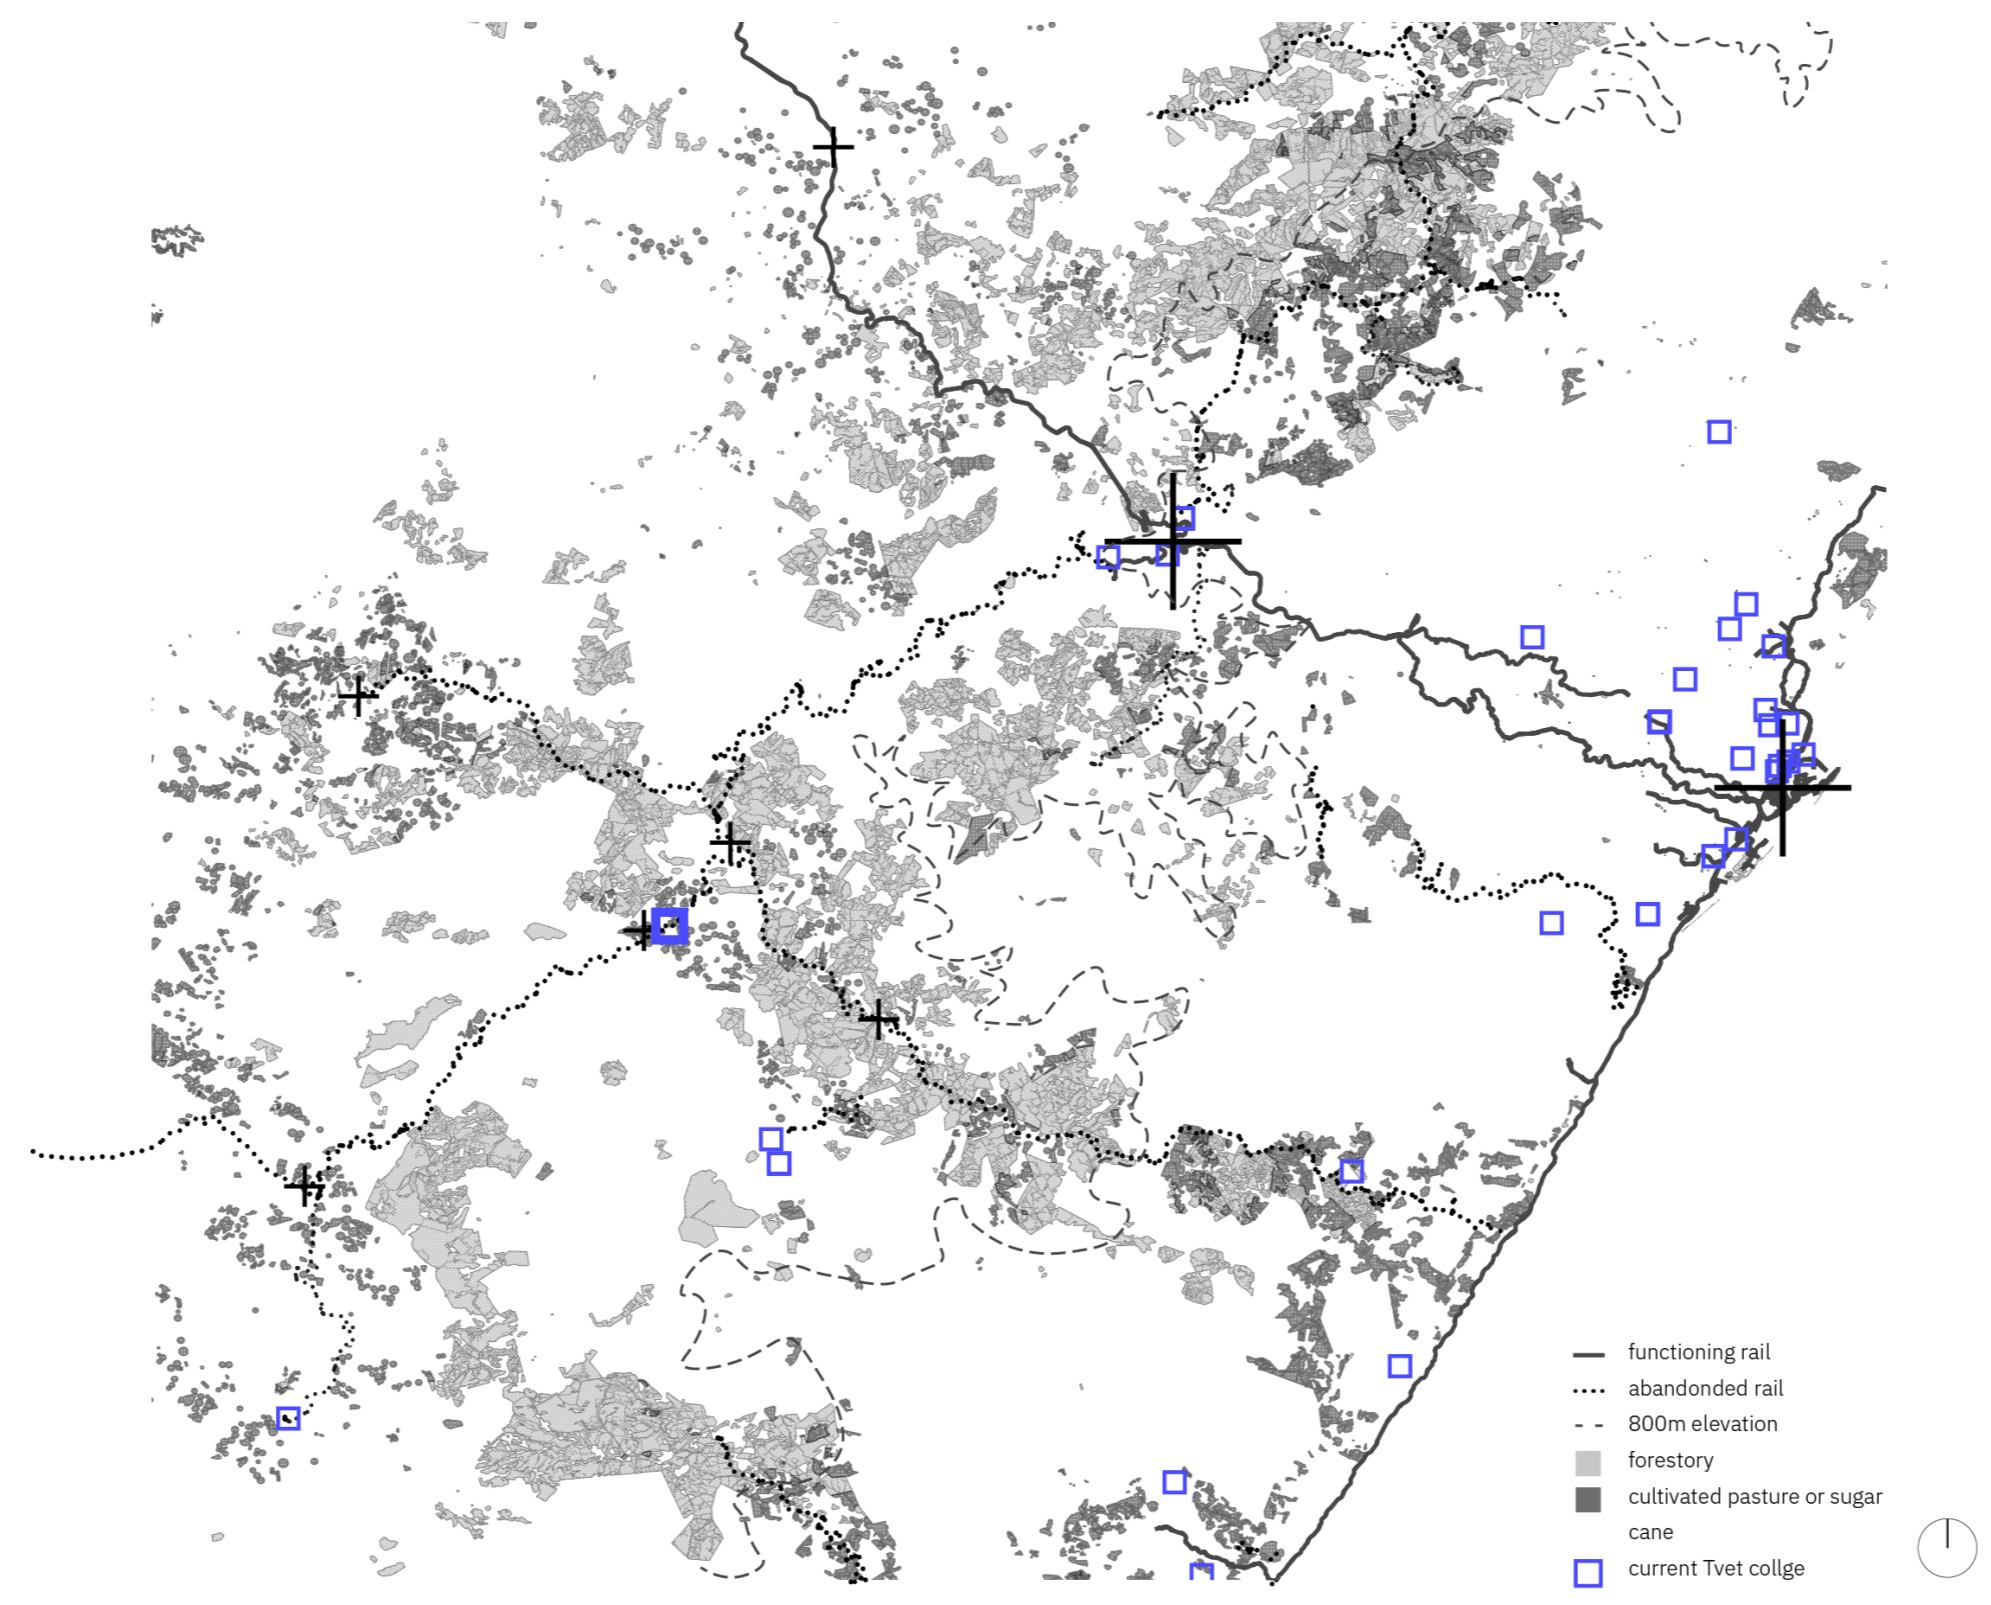 functioning rail
abandonded rail
800m elevation
forestory
cultivated pasture or sugar
cane
current Tvet collge